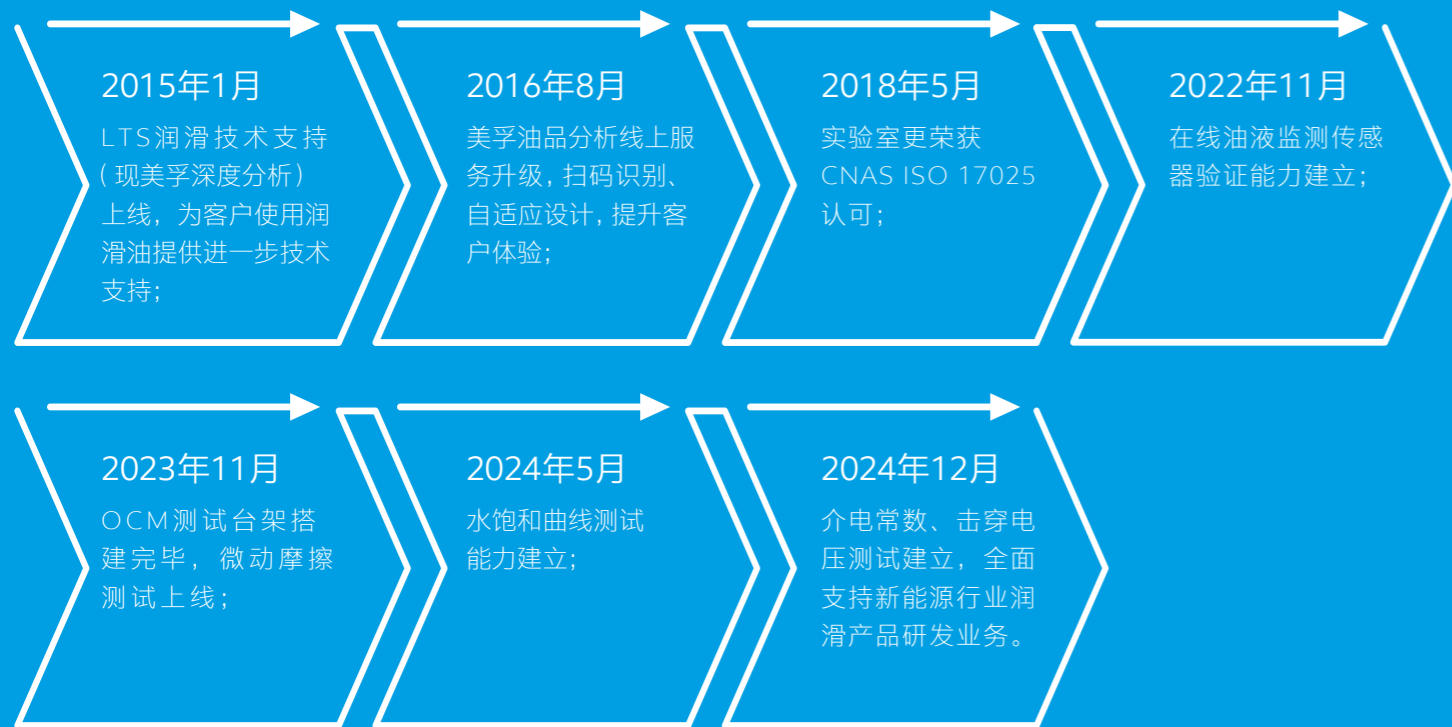 2015年1月
LTS润滑技术支持
（现美孚深度分析）
上线，为客户使用润
滑油提供进一步技术
支持；
2016年8月
美孚油品分析线上服
务升级，扫码识别、
自适应设计，提升客
户体验；
2018年5月
实验室更荣获
CNAS ISO 17025
认可；
2022年11月
在线油液监测传感
器验证能力建立；
2023年11月
OCM测试台架搭
建完毕，微动摩擦
测试上线；
2024年5月
水饱和曲线测试
能力建立；
2024年12月
介电常数、击穿电
压测试建立，全面
支持新能源行业润
滑产品研发业务。